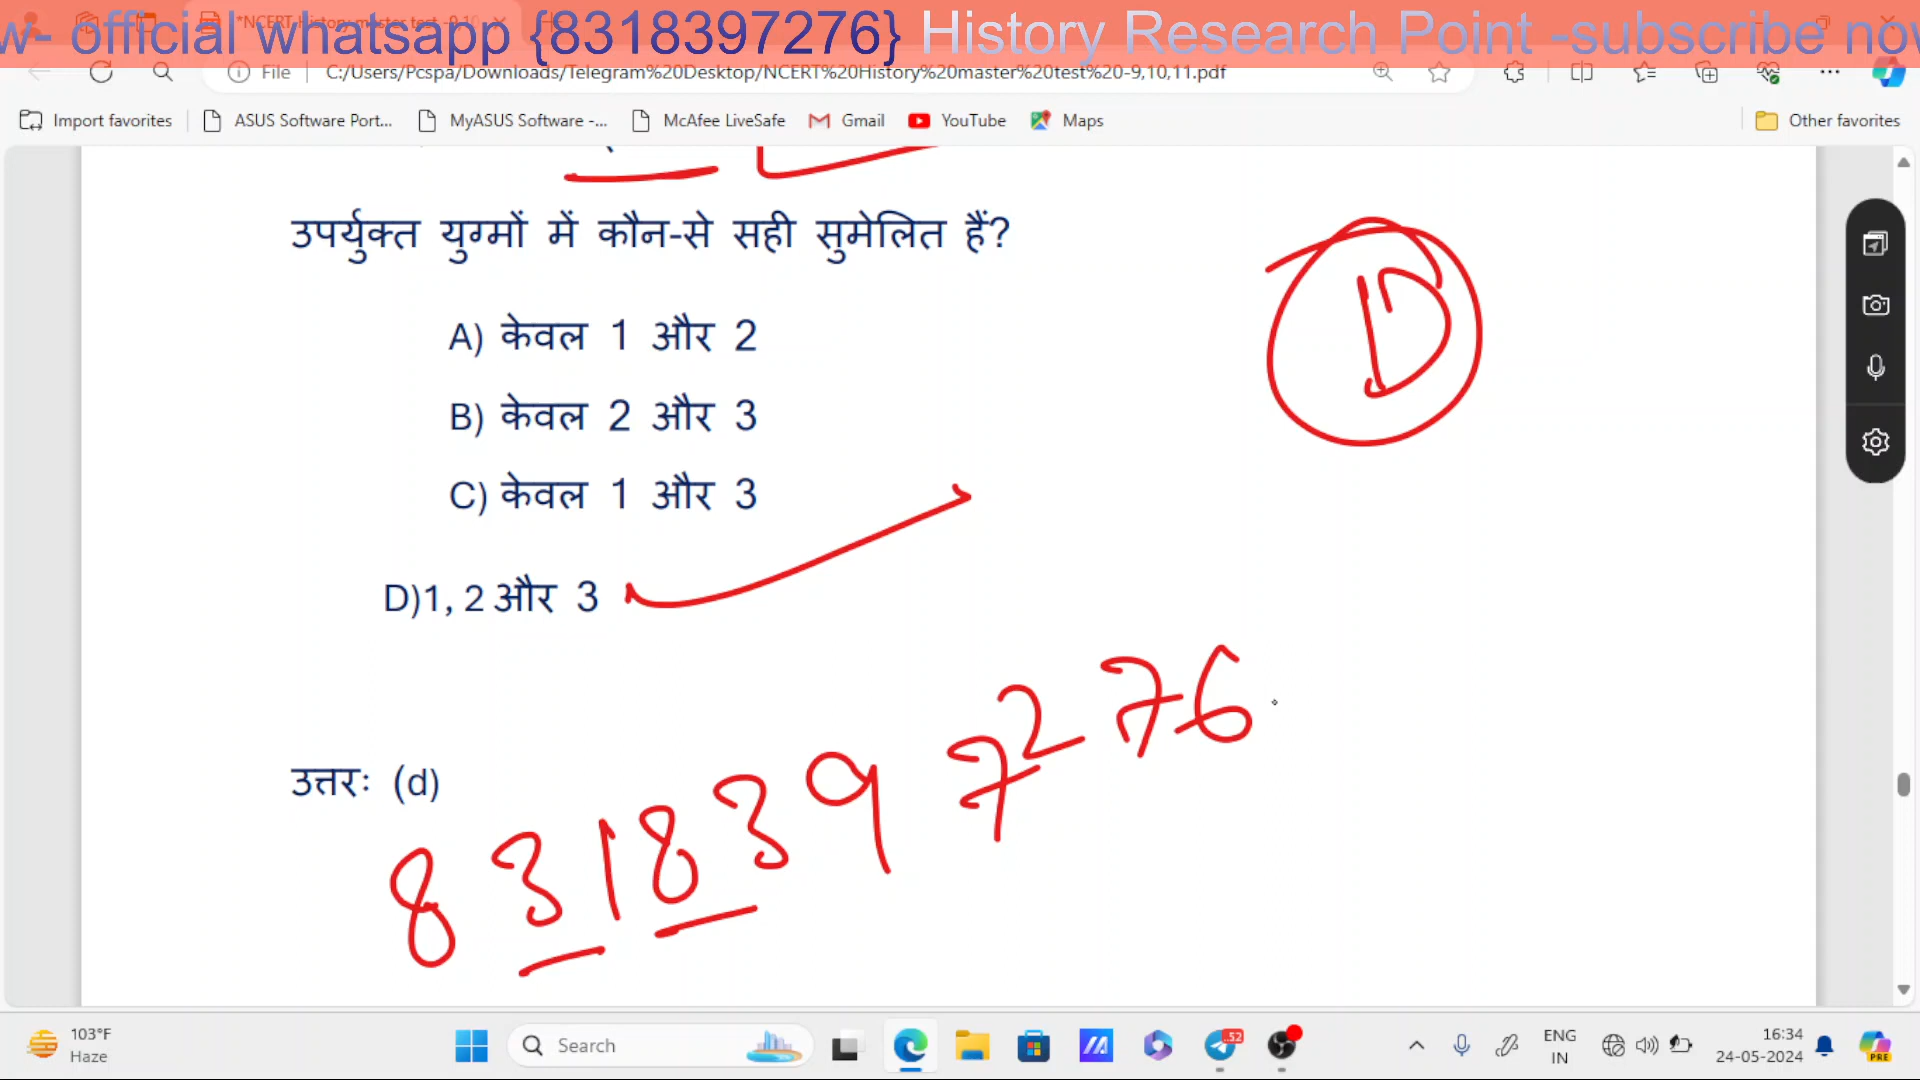 w- official whatsapp {8318397276} History Research Point -subscribe now
File C:/Users/Pcspa/Downloads/Telegram%20Desktop/NCERT%20History%20master%20test%20-9,10,11.pdf
Import favorites ASUS Software Port... MyASUS Software -... McAfee LiveSafe Gmail YouTube Maps Other favorites
उपर्युक्त युग्मों में कौन-से सही सुमेलित हैं?
D
A) केवल 1 और 2
B) केवल 2 और 3
C) केवल 1 और 3
D)1, 2 और 3
उत्तरः (d)
8318397276
103°F
Haze
Search
.52
ENG
IN
16:34
24-05-2024
PRE